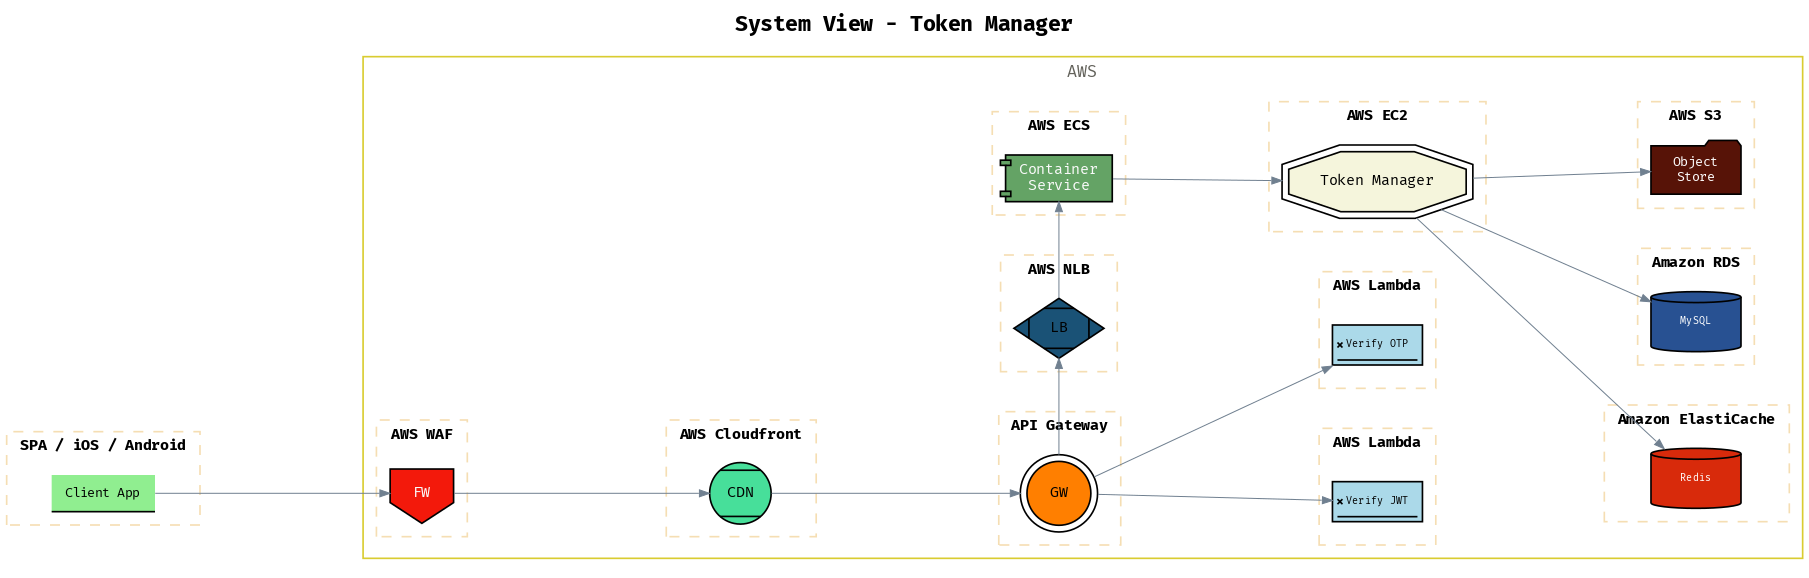 System View - Token Manager
AWS
AWS ECS
Container
Service
AWS EC2
Token Manager
AWS S3
Object
Store
AWS NLB
LB
AWS Lambda
× Verify OTP
Amazon RDS
MySQL
SPA / iOS / Android
Client App
AWS WAF
FW
AWS Cloudfront
CDN
API Gateway
GW
AWS Lambda
× Verify JWT
Amazon ElastiCache
Redis